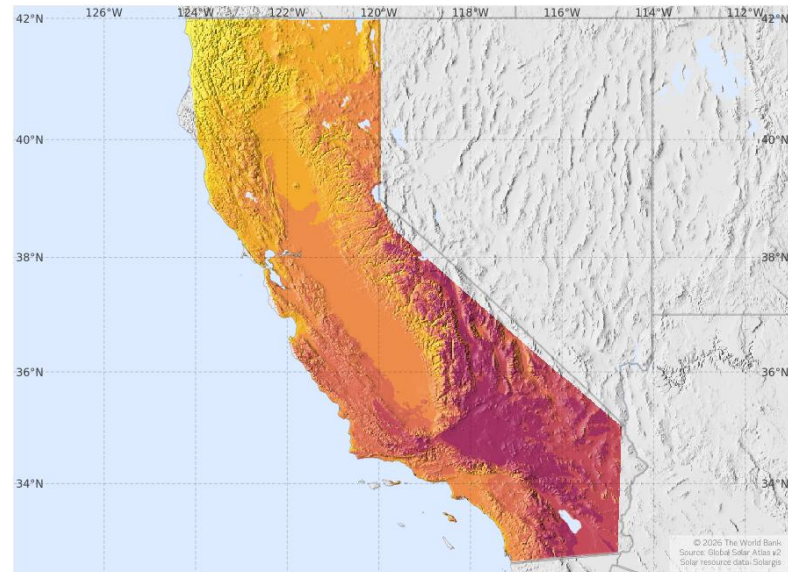 126°W 124°W 122°W 120°W 118°W 116°W 114°W 112°W
42°N 42°N
40°N 40°N
38°N 38°N
36°N 36°N
34°N 34°N
© 2026 The World Bank
Source: Global Solar Atlas v2
Solar resource data: Solargis